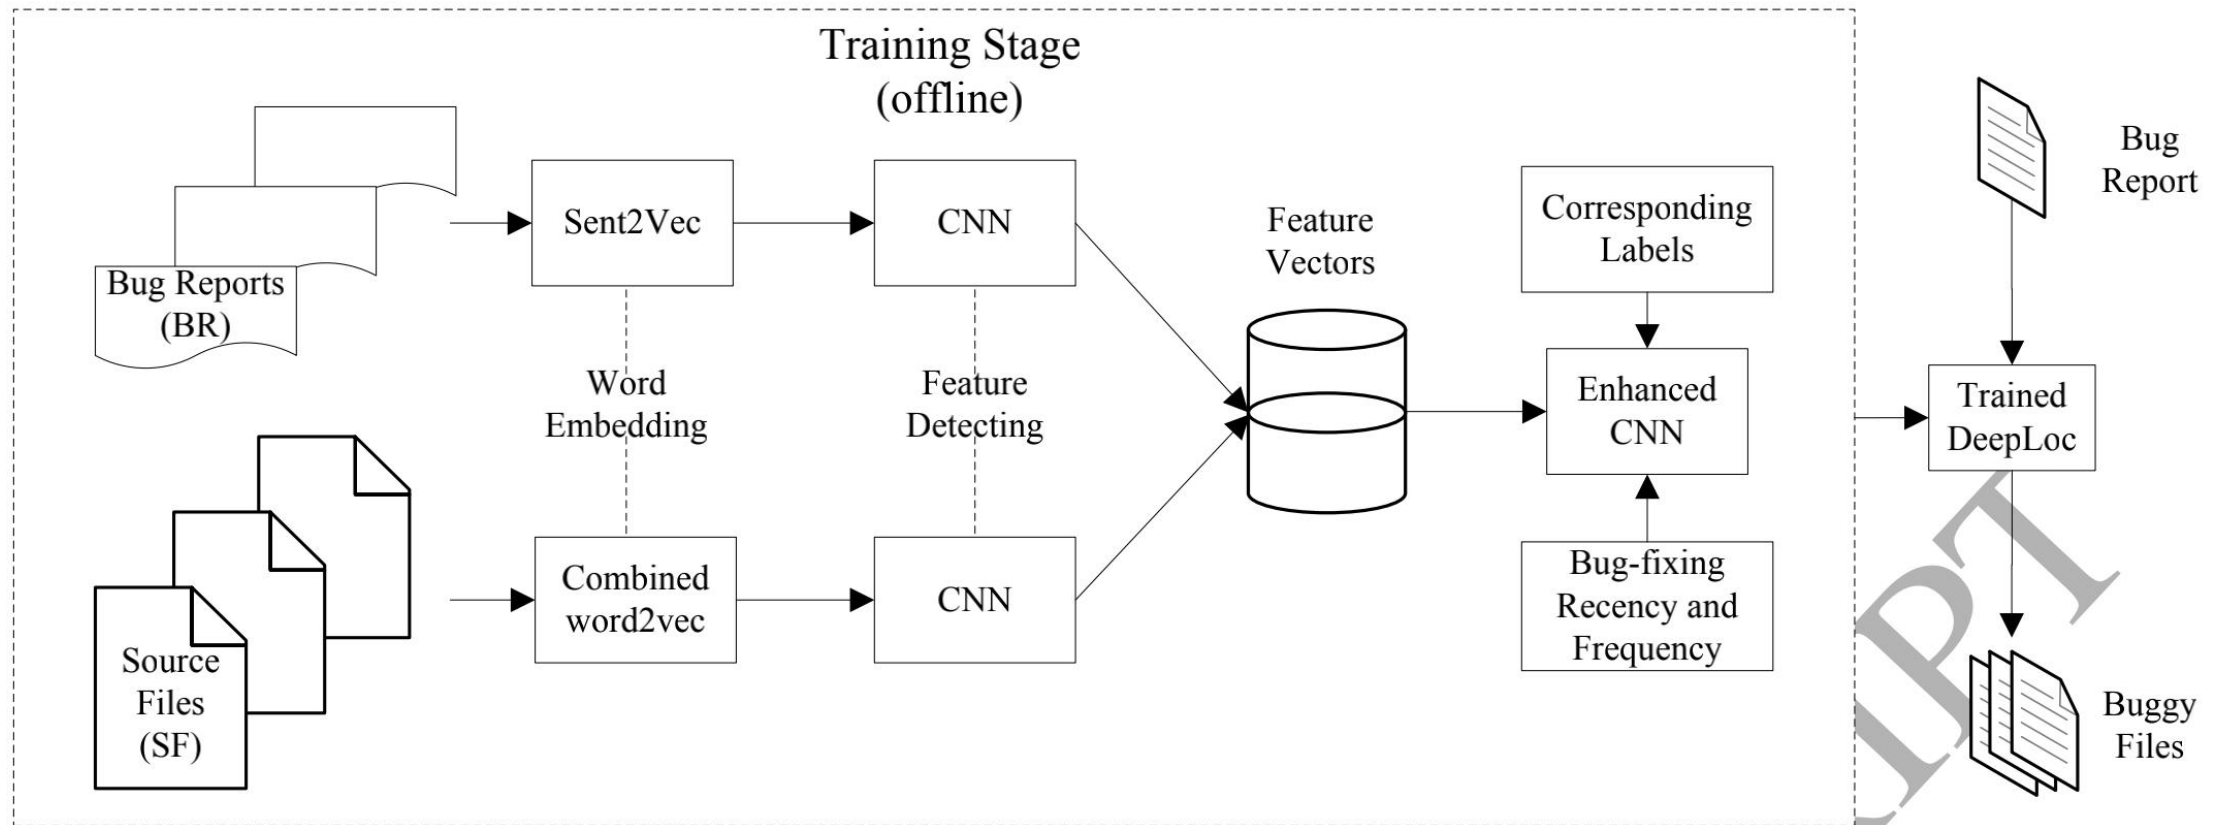 Training Stage
(offline)
Bug Reports
(BR)
Sent2Vec
CNN
Feature
Vectors
Corresponding
Labels
Bug
Report
Word
Embedding
Feature
Detecting
Enhanced
CNN
Trained
DeepLoc
Source
Files
(SF)
Combined
word2vec
CNN
Bug-fixing
Recency and
Frequency
Buggy
Files